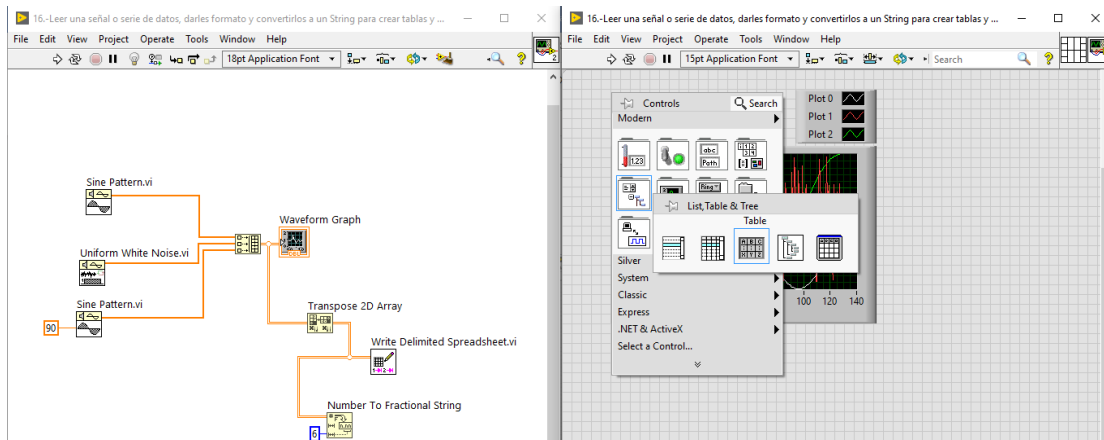 16.-Leer una señal o serie de datos, darles formato y convertirlos a un String para crear tablas y ...
File Edit View Project Operate Tools Window Help
18pt Application Font
2
Sine Pattern.vi
Waveform Graph
DBL
Uniform White Noise.vi
Sine Pattern.vi
90
Transpose 2D Array
Write Delimited Spreadsheet.vi
Number To Fractional String
6
16.-Leer una señal o serie de datos, darles formato y convertirlos a un String para crear tablas y ...
File Edit View Project Operate Tools Window Help
15pt Application Font
Search
Controls Search
Modern
1.23
abc
Path
Ring
List, Table & Tree
Table
Silver
System
Classic
Express
.NET & ActiveX
Select a Control...
Plot 0
Plot 1
Plot 2
100 120 140